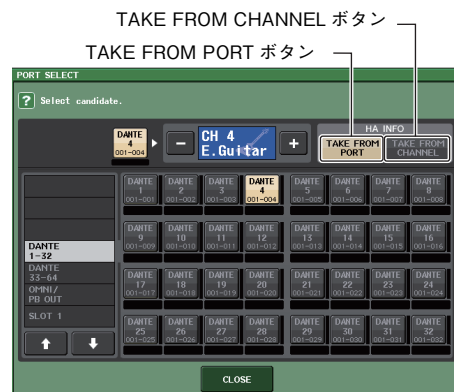 TAKE FROM CHANNEL ボタン
TAKE FROM PORT ボタン
PORT SELECT
? Select candidate.
DANTE 4 001-004
−
CH 4
E.Guitar
+
HA INFO
TAKE FROM PORT
TAKE FROM CHANNEL
DANTE 1-32
DANTE 33-64
OMNI/ PB OUT
SLOT 1
DANTE 1 001-001
DANTE 2 001-002
DANTE 3 001-003
DANTE 4 001-004
DANTE 5 001-005
DANTE 6 001-006
DANTE 7 001-007
DANTE 8 001-008
DANTE 9 001-009
DANTE 10 001-010
DANTE 11 001-011
DANTE 12 001-012
DANTE 13 001-013
DANTE 14 001-014
DANTE 15 001-015
DANTE 16 001-016
DANTE 17 001-017
DANTE 18 001-018
DANTE 19 001-019
DANTE 20 001-020
DANTE 21 001-021
DANTE 22 001-022
DANTE 23 001-023
DANTE 24 001-024
DANTE 25 001-025
DANTE 26 001-026
DANTE 27 001-027
DANTE 28 001-028
DANTE 29 001-029
DANTE 30 001-030
DANTE 31 001-031
DANTE 32 001-032
CLOSE